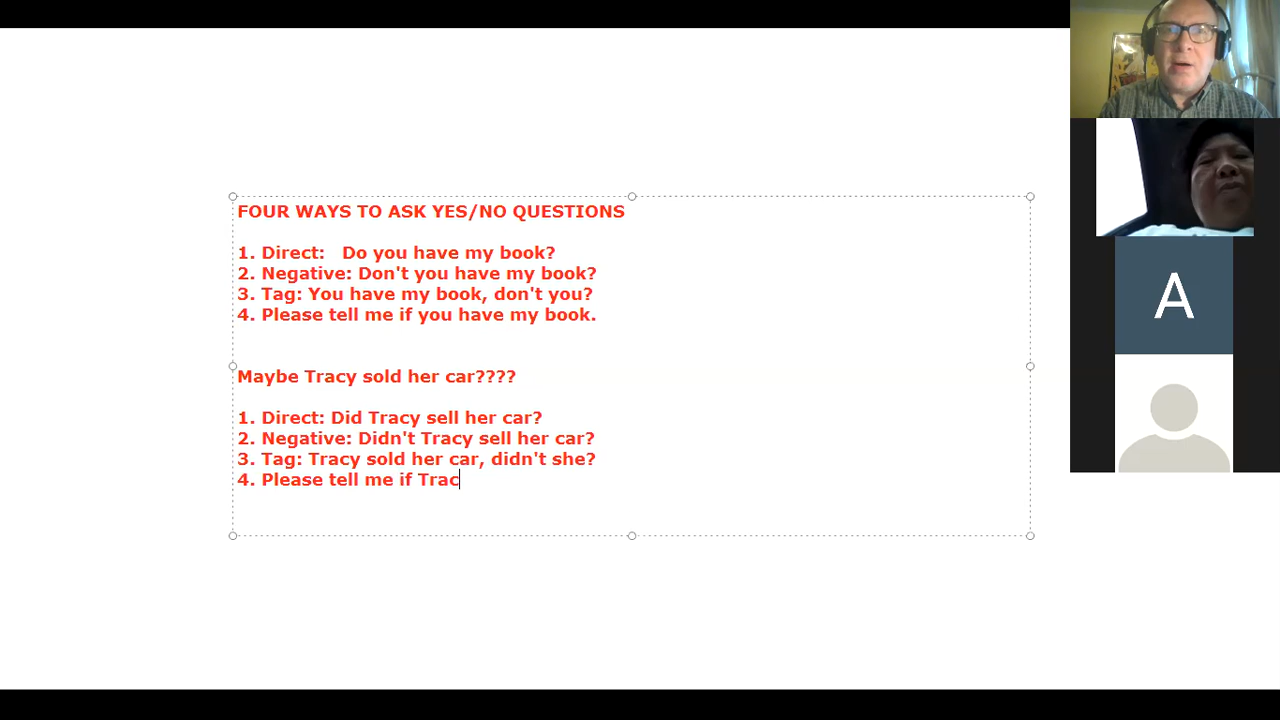 FOUR WAYS TO ASK YES/NO QUESTIONS
1. Direct: Do you have my book?
2. Negative: Don't you have my book?
3. Tag: You have my book, don't you?
4. Please tell me if you have my book.
Maybe Tracy sold her car????
1. Direct: Did Tracy sell her car?
2. Negative: Didn't Tracy sell her car?
3. Tag: Tracy sold her car, didn't she?
4. Please tell me if Trac
A